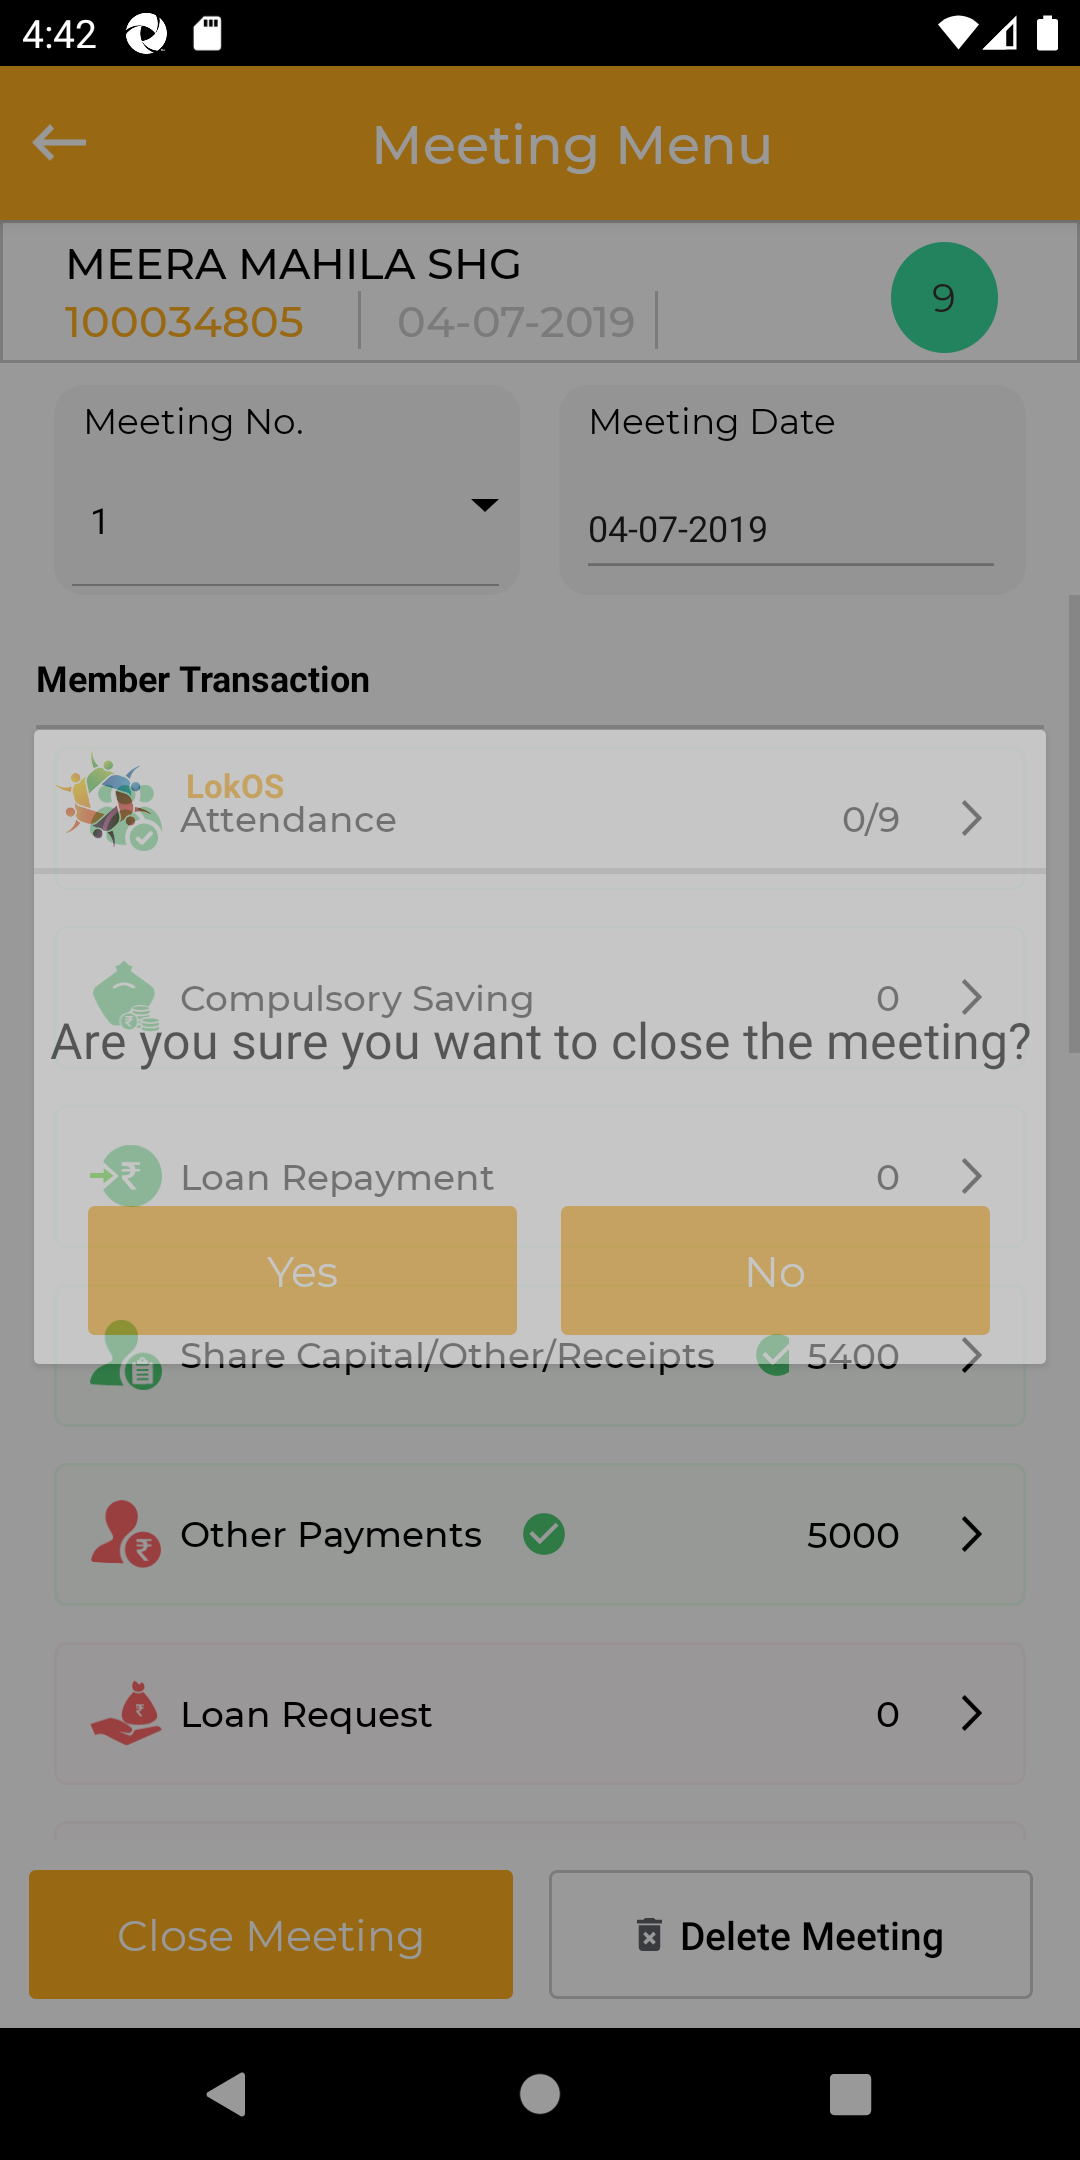 4:42
Meeting Menu
MEERA MAHILA SHG
100034805 04-07-2019
9
Meeting No.
Meeting Date
1
04-07-2019
Member Transaction
LokOS
Attendance 0/9
Compulsory Saving 0
Are you sure you want to close the meeting?
Loan Repayment 0
Yes No
Share Capital/Other/Receipts 5400
Other Payments 5000
Loan Request 0
Close Meeting Delete Meeting